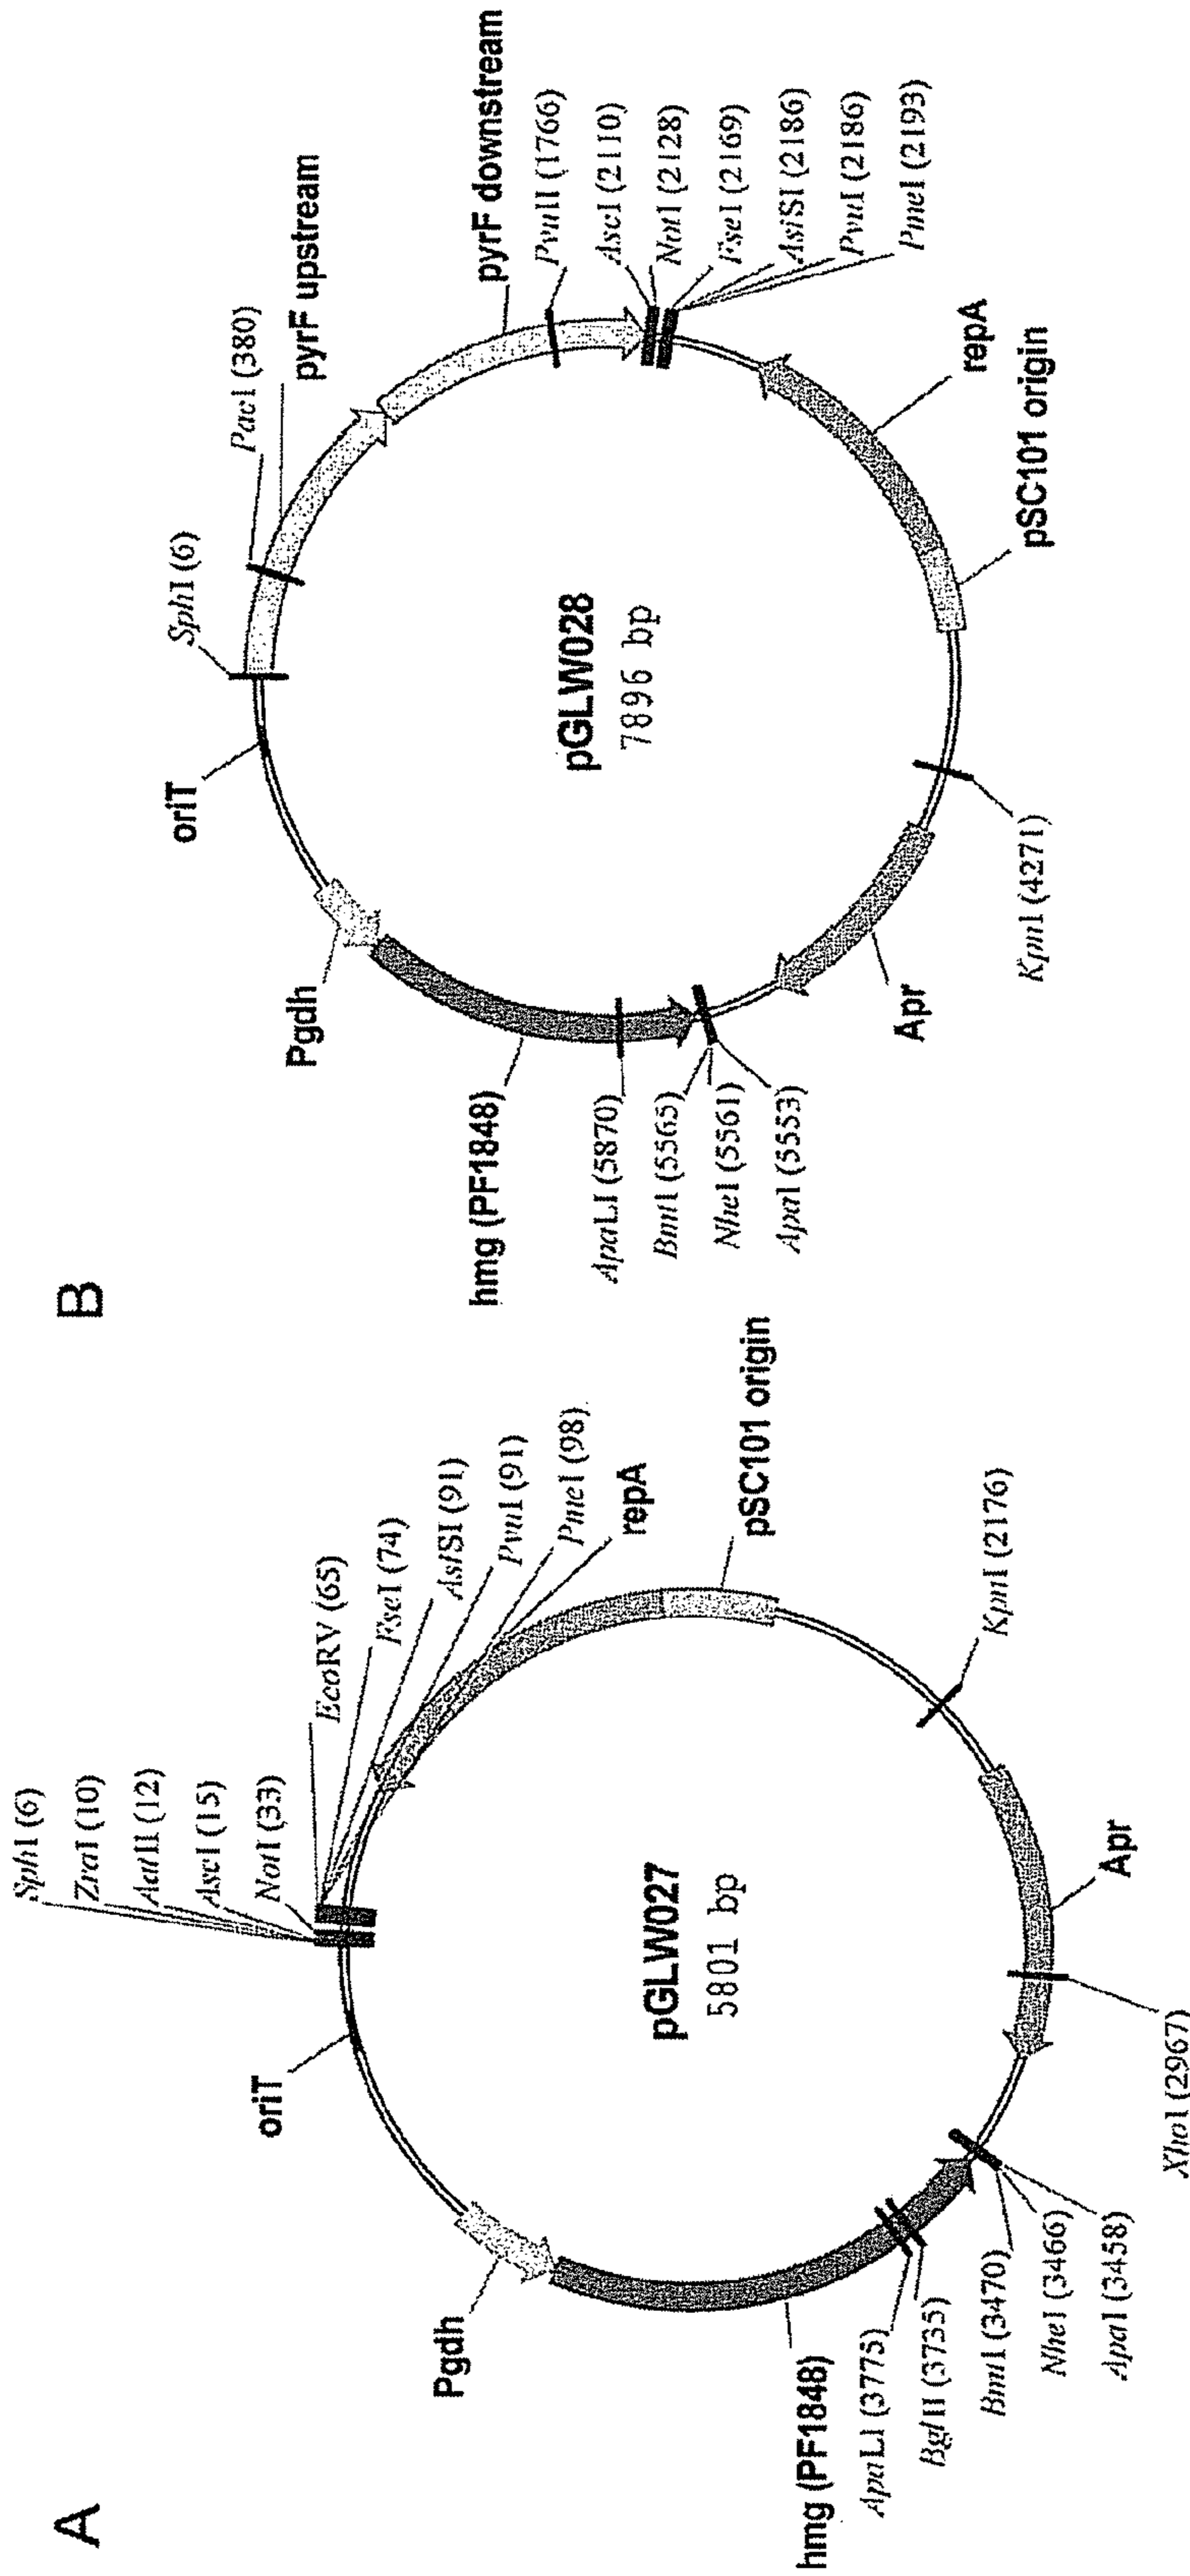 A
SphI (6)
ZraI (10)
AatII (12)
AscI (15)
NotI (33)
EcoRV (65)
FseI (74)
AsiSI (91)
PvuI (91)
PmeI (98)
repA
pSC101 origin
KpnI (2176)
Apr
XhoI (2967)
ApaI (3458)
NheI (3466)
BmtI (3470)
BglII (3735)
ApaLI (3775)
hmg (PF1848)
Pgdh
oriT
pGLW027
5801 bp
B
SphI (6)
PacI (380)
pyrF upstream
pyrF downstream
PvuII (1766)
AscI (2110)
NotI (2128)
FseI (2169)
AsiSI (2186)
PvuI (2186)
PmeI (2193)
repA
pSC101 origin
KpnI (4271)
Apr
ApaI (5553)
NheI (5561)
BmtI (5565)
ApaLI (5870)
hmg (PF1848)
Pgdh
oriT
pGLW028
7896 bp